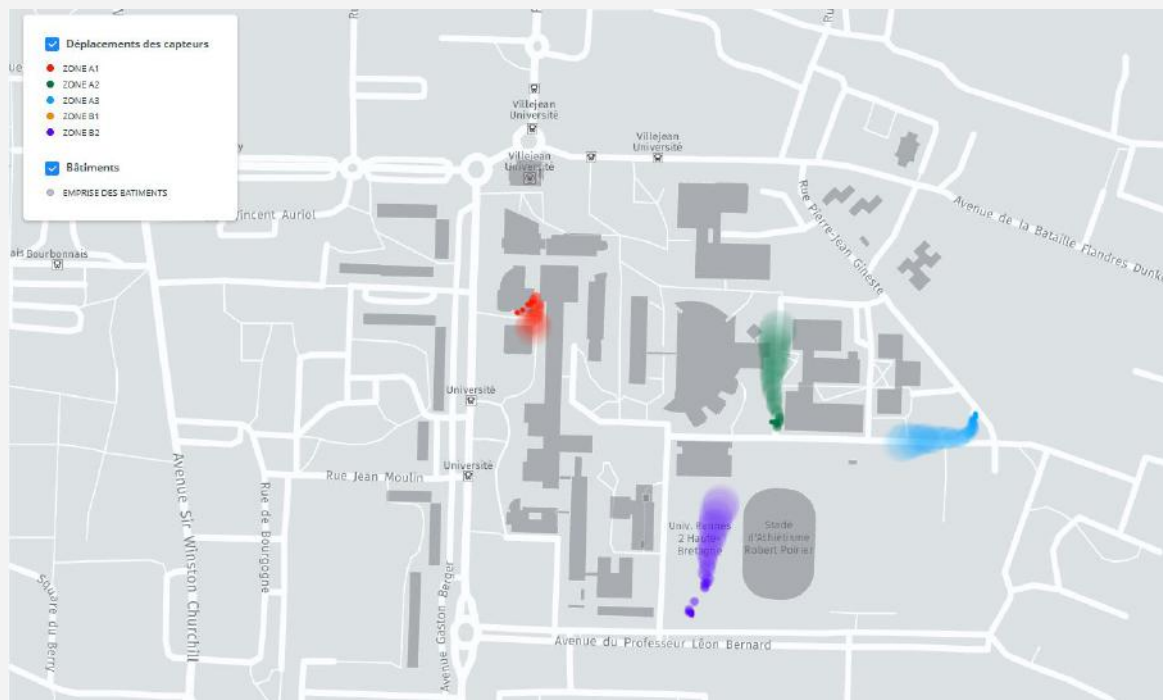 Déplacements des capteurs
ZONE A1
ZONE A2
ZONE A3
ZONE B1
ZONE B2
Bâtiments
EMPRISE DES BATIMENTS
Villejean
Université
Villejean
Université
Villejean
Université
Vincent Auriol
Bourbonnais
Rue Pierre-Jean Gineste
Avenue de la Bataille Flandres
Université
Université
Rue Jean Moulin
Avenue Sir Winston Churchill
Rue de Bourgogne
Avenue Gaston Berger
Square du Berry
Univ. Rennes
2 Haute-
Bretagne
Stade
d'Athlétisme
Robert Poirier
Avenue du Professeur Léon Bernard